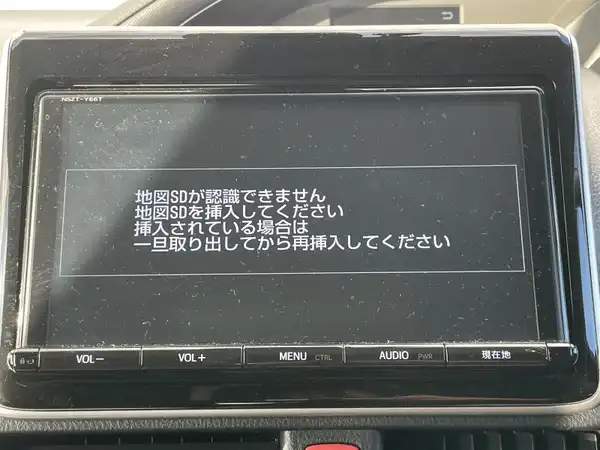 NSZT-Y66T
地図SDが認識できません
地図SDを挿入してください
挿入されている場合は
一旦取り出してから再挿入してください
VOL− VOL+ MENU CTRL AUDIO PWR 現在地